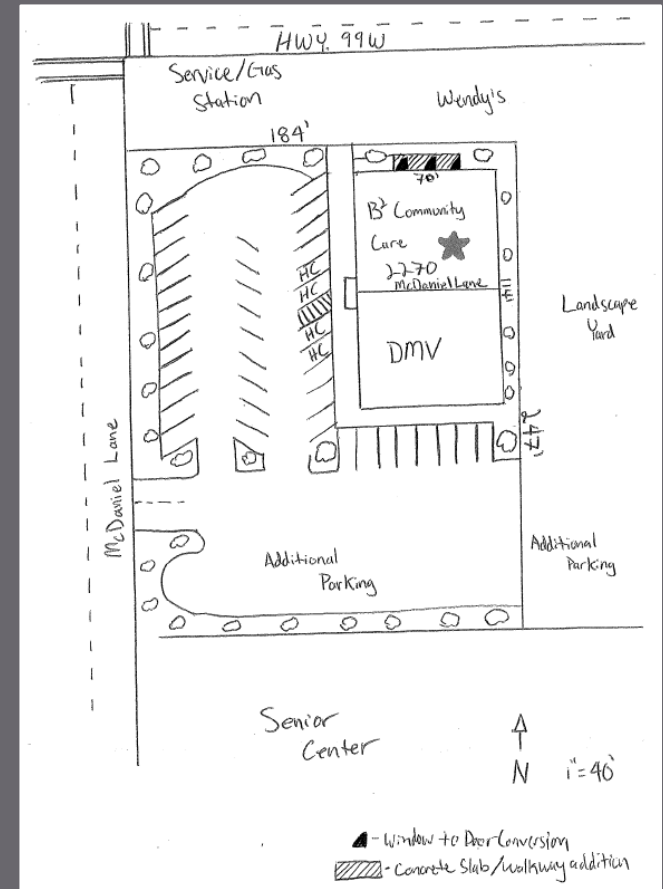 HWY. 99W
Service/Gas
Station
Wendy's
184'
70'
B² Community
Care
2270
McDaniel Lane
114'
HC
HC
HC
HC
DMV
Landscape
Yard
247'
McDaniel Lane
Additional
Parking
Additional
Parking
Senior
Center
N
1"=40'
- Window to Door Conversion
- Concrete Slab/Walkway addition